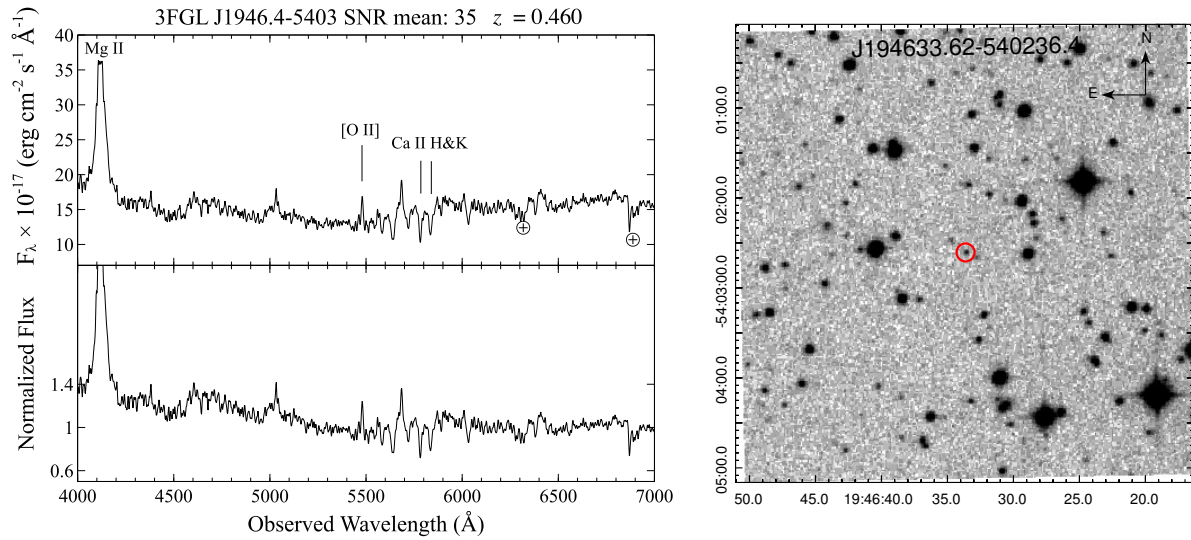 3FGL J1946.4-5403 SNR mean: 35 z = 0.460
Mg II
[O II]
Ca II H&K
40
35
30
25
20
15
10
F_λ × 10^-17 (erg cm^-2 s^-1 Å^-1)
⊕
⊕
1.4
1
0.6
Normalized Flux
4000 4500 5000 5500 6000 6500 7000
Observed Wavelength (Å)
J194633.62-540236.4
N
E
01:00.0
02:00.0
-54:03:00.0
04:00.0
05:00.0
50.0 45.0 19:46:40.0 35.0 30.0 25.0 20.0